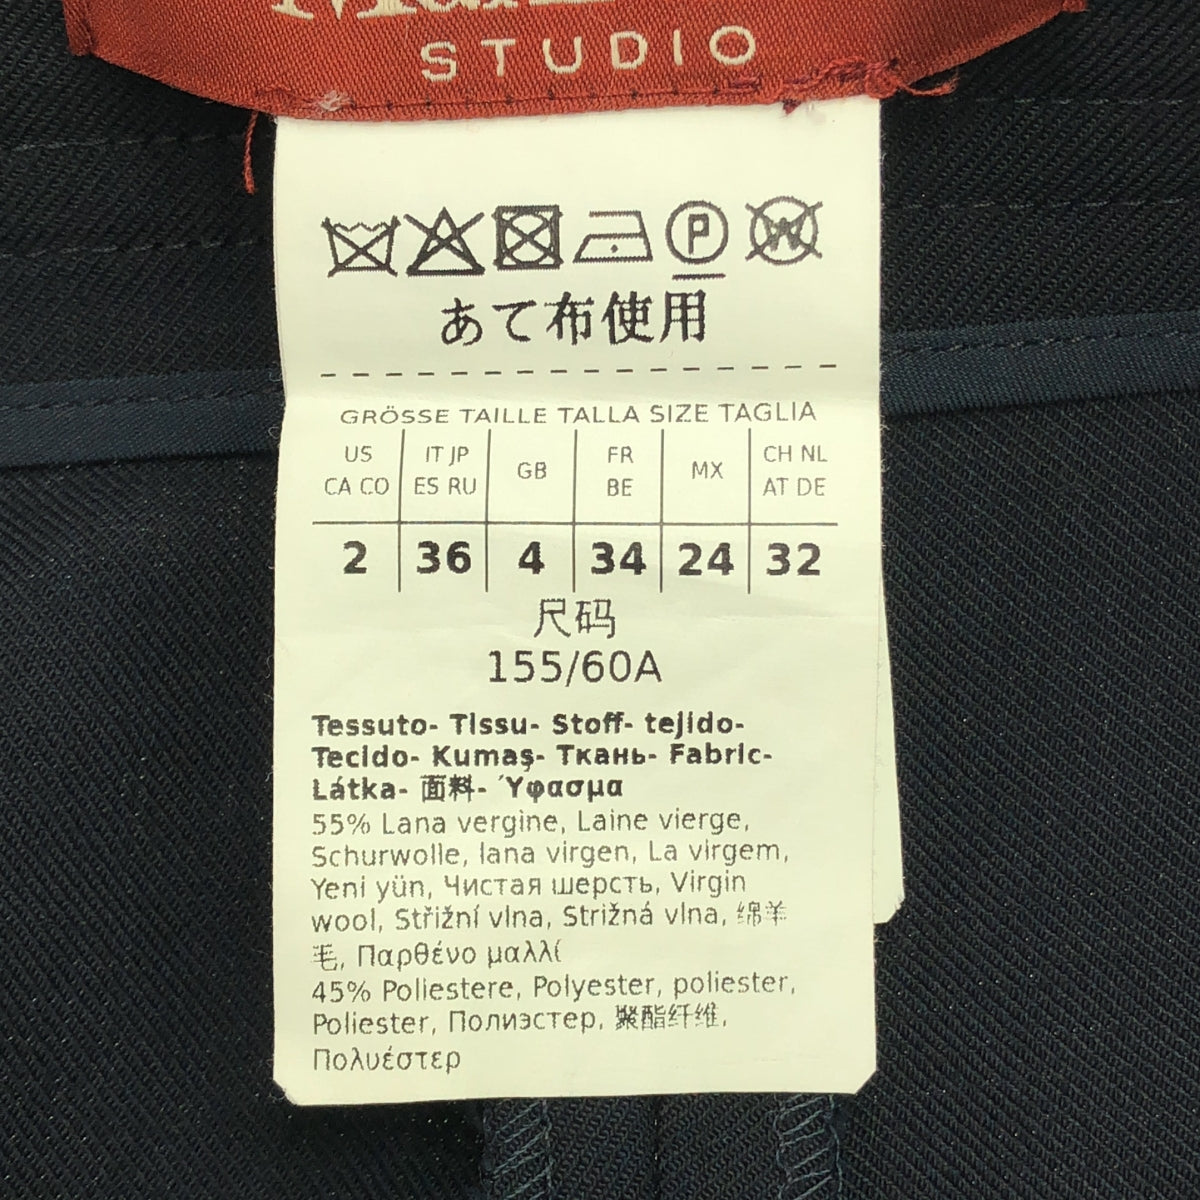 STUDIO
P W
あて布使用
GRÖSSE TAILLE TALLA SIZE TAGLIA
US CA CO IT JP ES RU GB FR BE MX CH NL AT DE
2 36 4 34 24 32
尺码
155/60A
Tessuto- Tissu- Stoff- tejido-
Tecido- Kumaş- Ткань- Fabric-
Látka- 面料- Ύφασμα
55% Lana vergine, Laine vierge,
Schurwolle, lana virgen, La virgem,
Yeni yün, Чистая шерсть, Virgin
wool, Střižní vlna, Strižná vlna, 绵羊
毛, Παρθένο μαλλί
45% Poliestere, Polyester, poliester,
Poliester, Полиэстер, 聚酯纤维,
Πολυέστερ